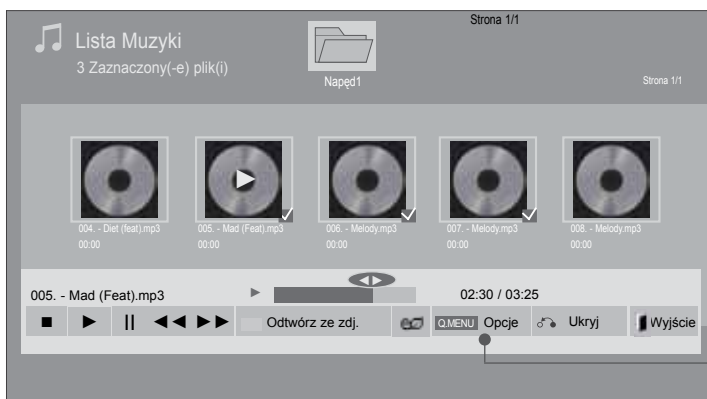 Strona 1/1
Lista Muzyki
3 Zaznaczony(-e) plik(i)
Napęd1
Strona 1/1
004. - Diet (feat).mp3
00:00
005. - Mad (Feat).mp3
00:00
006. - Melody.mp3
00:00
007. - Melody.mp3
00:00
008. - Melody.mp3
00:00
005. - Mad (Feat).mp3 02:30 / 03:25
Odtwórz ze zdj. Q.MENU Opcje Ukryj Wyjście